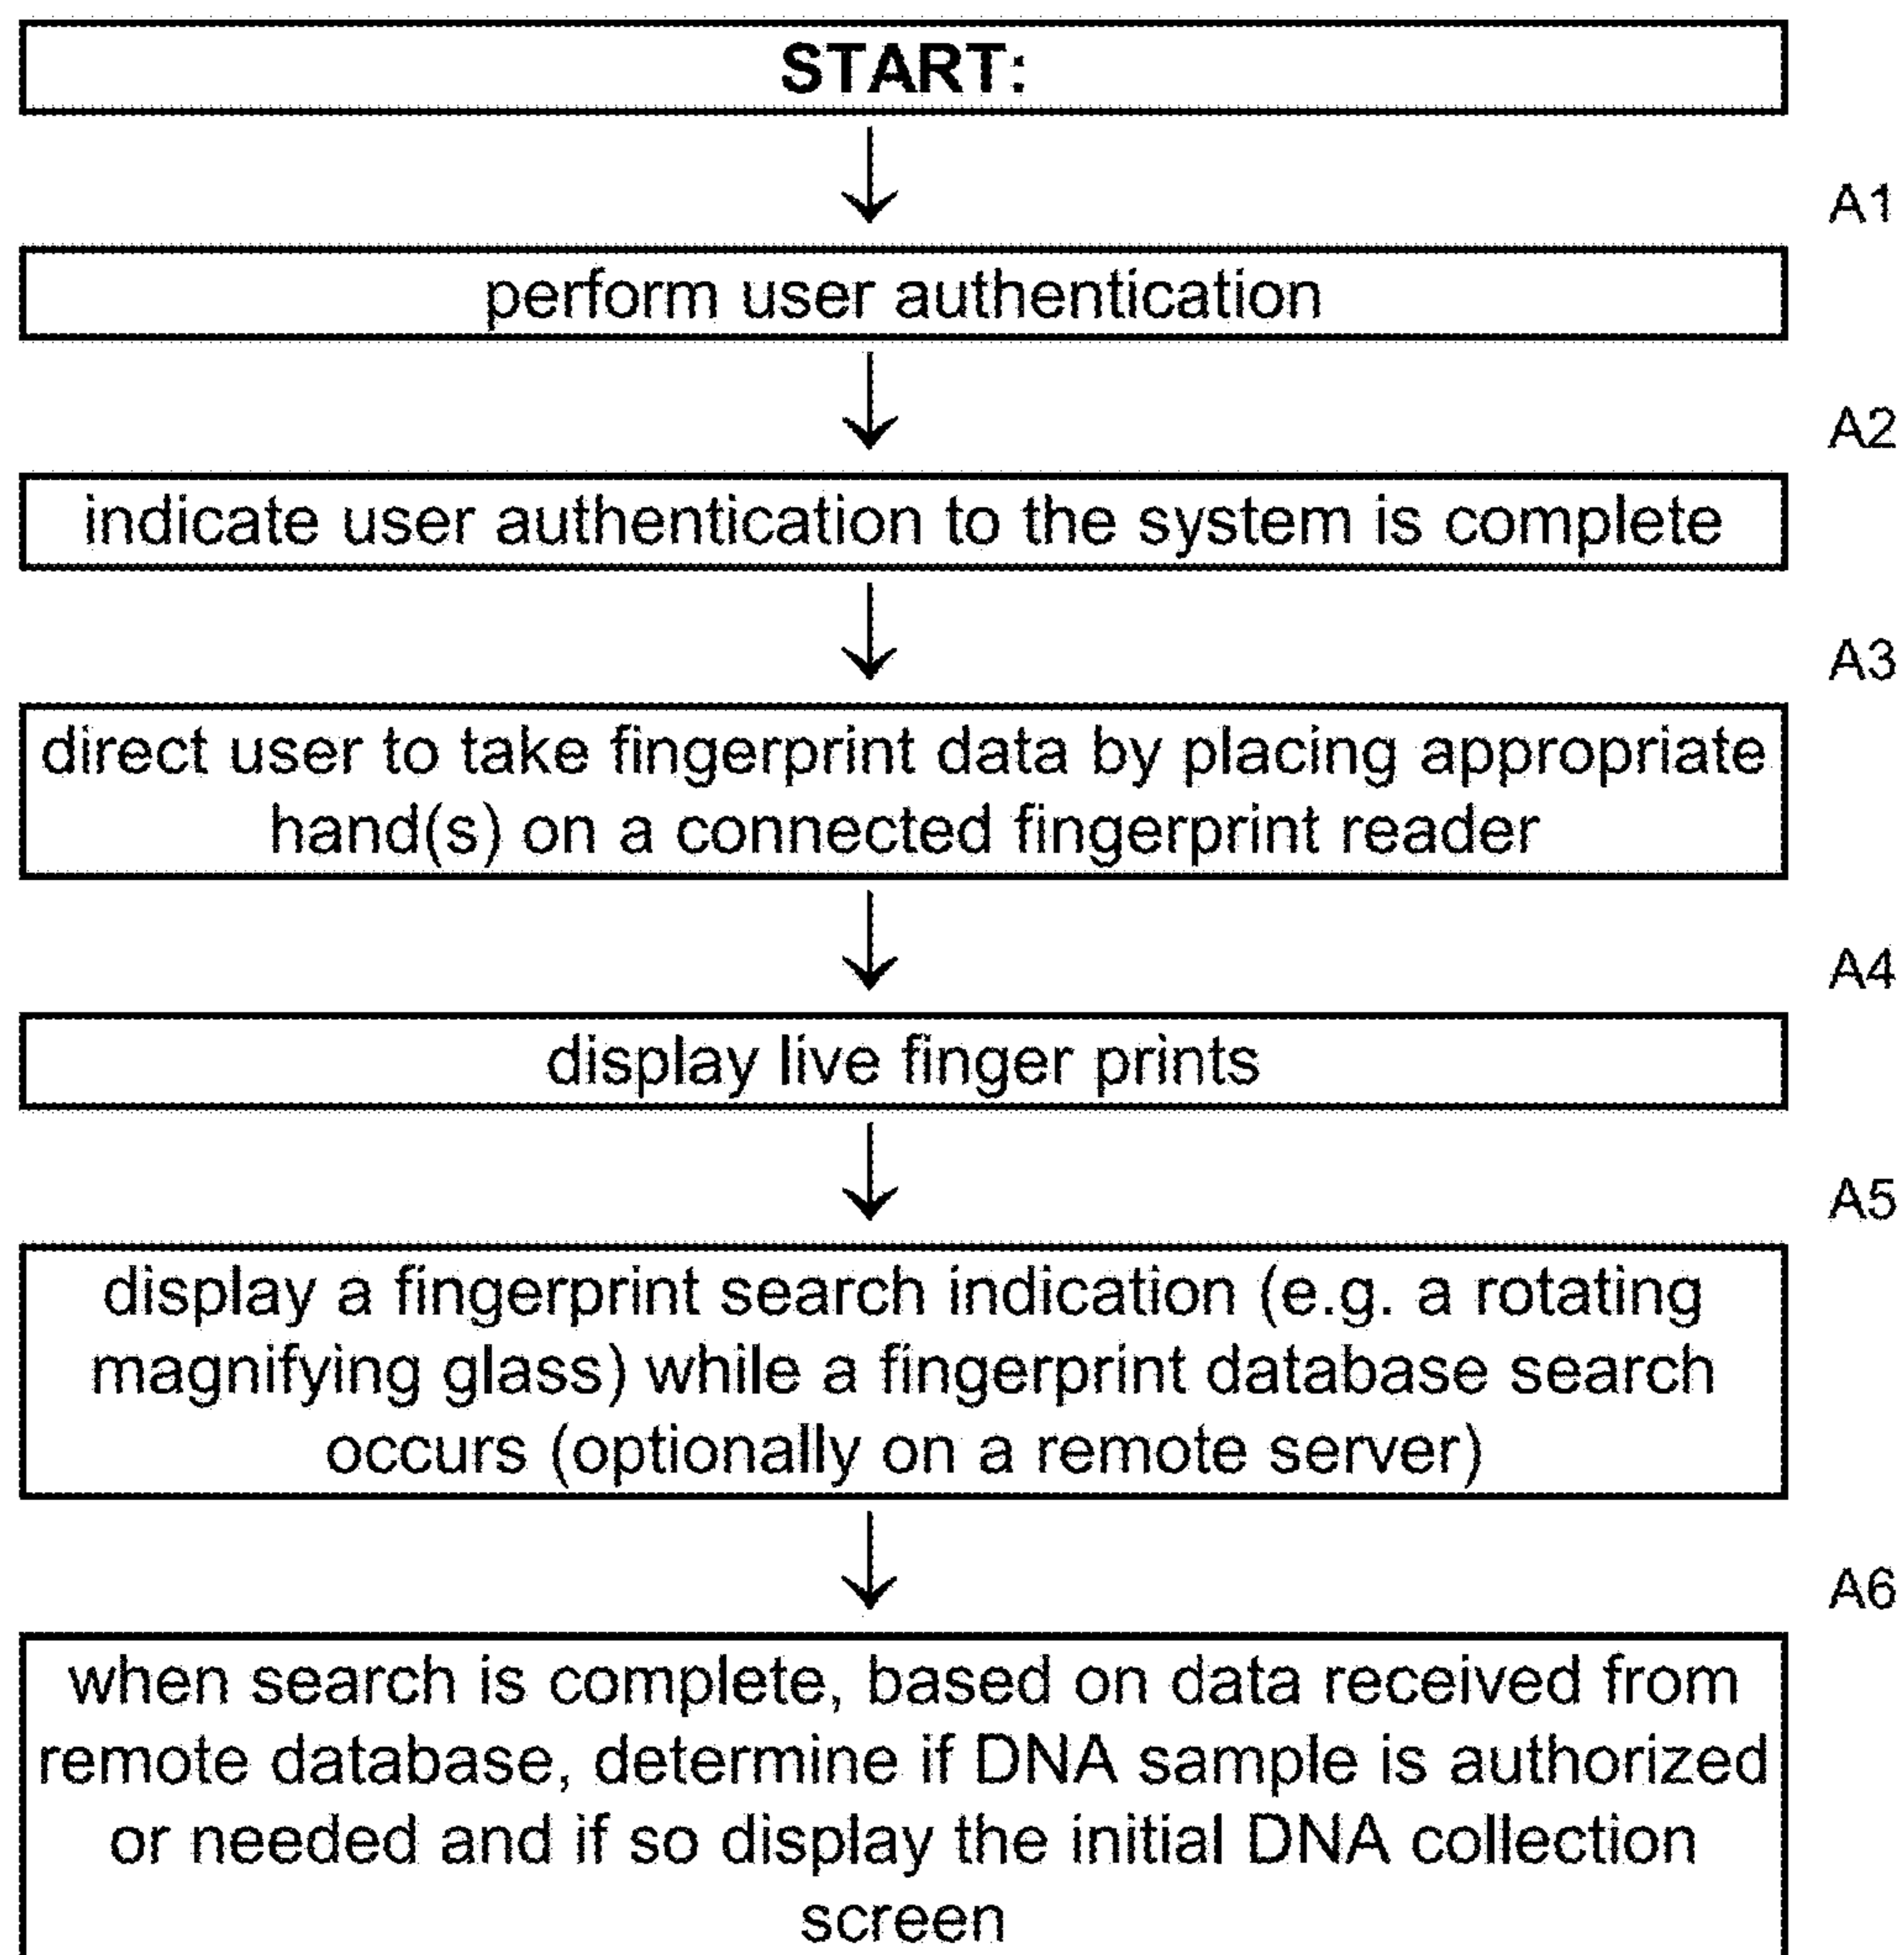 START:
A1
perform user authentication
A2
indicate user authentication to the system is complete
A3
direct user to take fingerprint data by placing appropriate
hand(s) on a connected fingerprint reader
A4
display live finger prints
A5
display a fingerprint search indication (e.g. a rotating
magnifying glass) while a fingerprint database search
occurs (optionally on a remote server)
A6
when search is complete, based on data received from
remote database, determine if DNA sample is authorized
or needed and if so display the initial DNA collection
screen